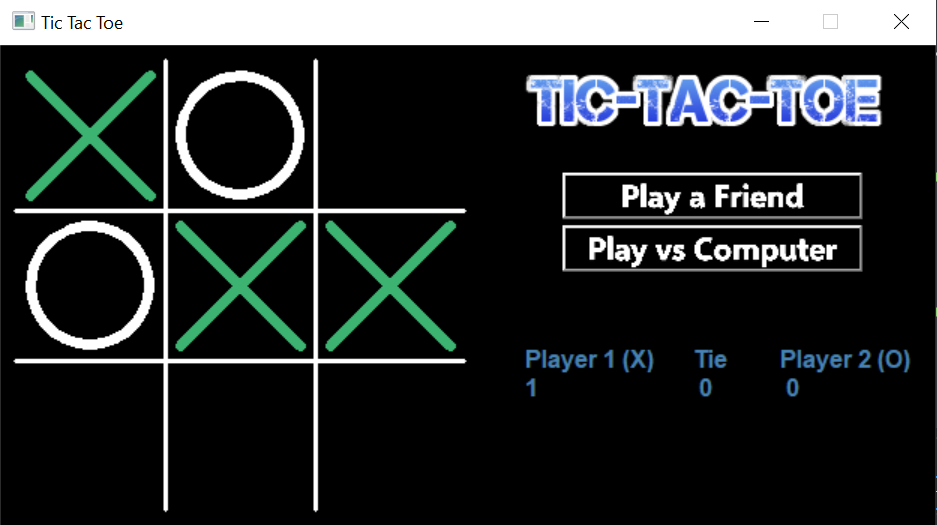 Tic Tac Toe
TIC-TAC-TOE
Play a Friend
Play vs Computer
Player 1 (X) Tie Player 2 (O)
1 0 0